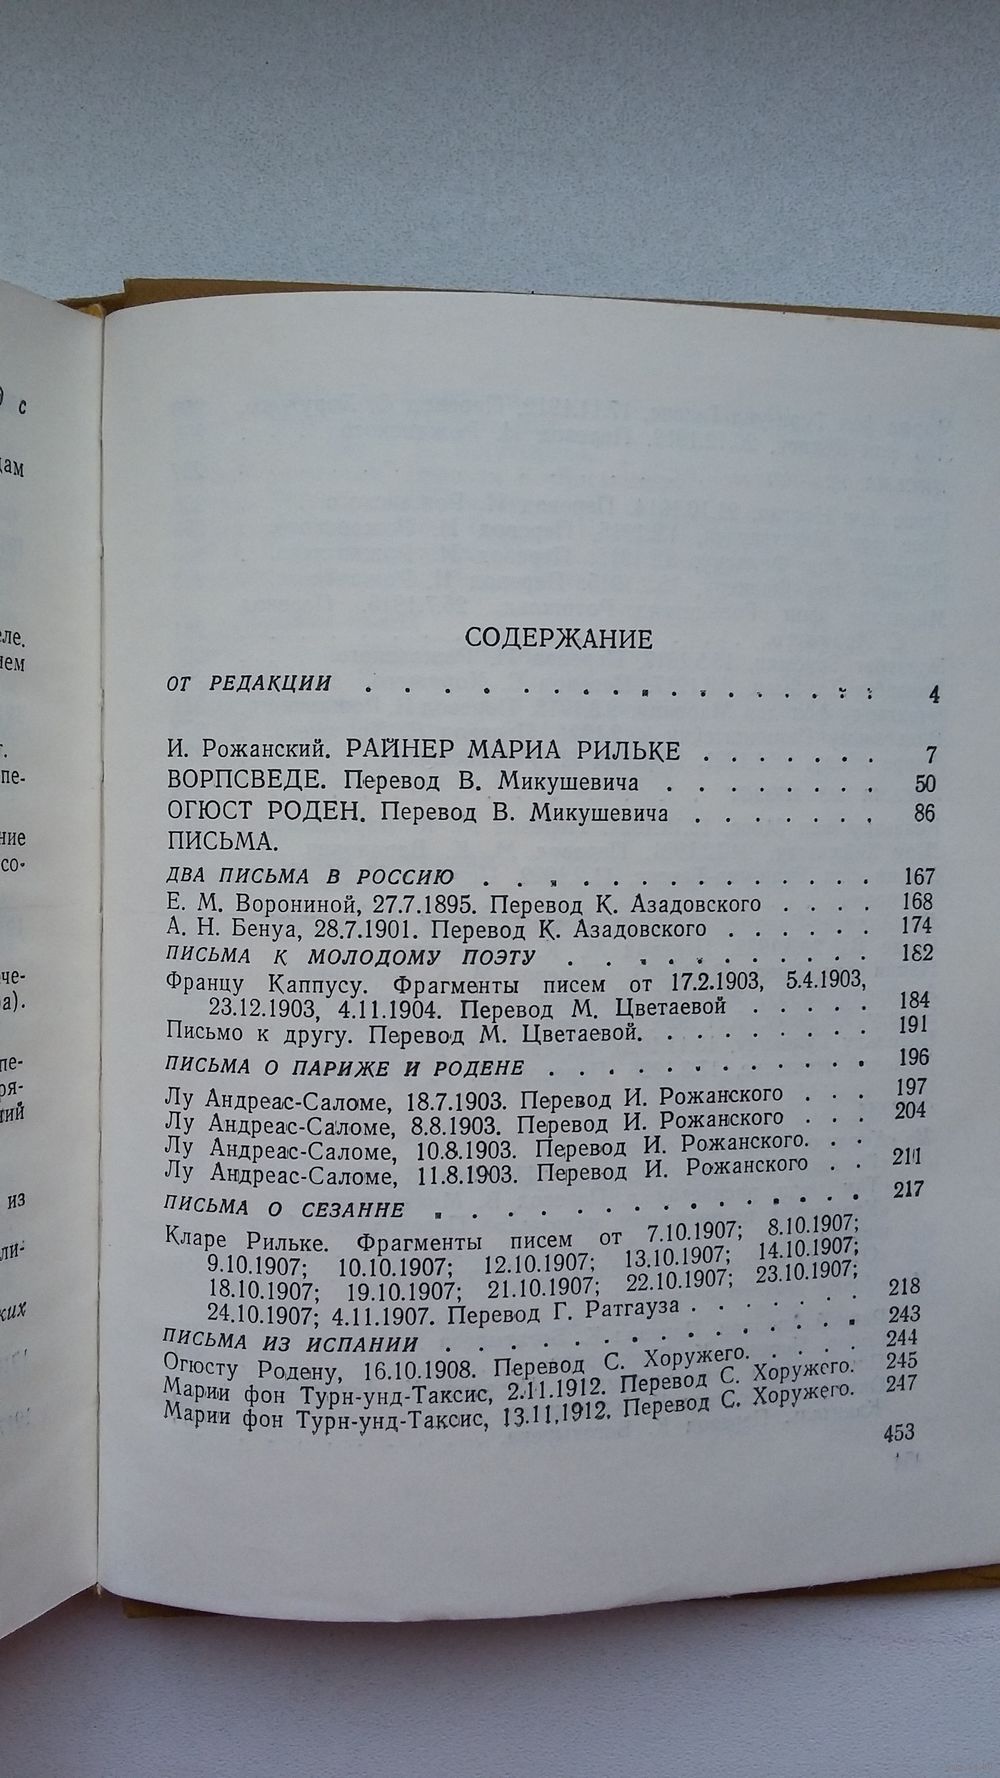 с
СОДЕРЖАНИЕ
ОТ РЕДАКЦИИ . . . . . . . . . . . . . . . . . 4
И. Рожанский. РАЙНЕР МАРИА РИЛЬКЕ . . . . . . . 7
ВОРПСВЕДЕ. Перевод В. Микушевича . . . . . . . . 50
ОГЮСТ РОДЕН. Перевод В. Микушевича . . . . . . . 86
ПИСЬМА.
ДВА ПИСЬМА В РОССИЮ . . . . . . . . . . . . . 167
Е. М. Ворониной, 27.7.1895. Перевод К. Азадовского . . . . 168
А. Н. Бенуа, 28.7.1901. Перевод К. Азадовского . . . . . . 174
ПИСЬМА К МОЛОДОМУ ПОЭТУ . . . . . . . . . . . 182
Францу Каппусу. Фрагменты писем от 17.2.1903, 5.4.1903,
23.12.1903, 4.11.1904. Перевод М. Цветаевой . . . . . 184
Письмо к другу. Перевод М. Цветаевой. . . . . . . . . 191
ПИСЬМА О ПАРИЖЕ И РОДЕНЕ . . . . . . . . . . . 196
Лу Андреас-Саломе, 18.7.1903. Перевод И. Рожанского . . . 197
Лу Андреас-Саломе, 8.8.1903. Перевод И. Рожанского . . . 204
Лу Андреас-Саломе, 10.8.1903. Перевод И. Рожанского. . .
Лу Андреас-Саломе, 11.8.1903. Перевод И. Рожанского . . 211
ПИСЬМА О СЕЗАННЕ . . . . . . . . . . . . . 217
Кларе Рильке. Фрагменты писем от 7.10.1907; 8.10.1907;
9.10.1907; 10.10.1907; 12.10.1907; 13.10.1907; 14.10.1907;
18.10.1907; 19.10.1907; 21.10.1907; 22.10.1907; 23.10.1907;
24.10.1907; 4.11.1907. Перевод Г. Ратгауза . . . . . . . 218
ПИСЬМА ИЗ ИСПАНИИ . . . . . . . . . . . . . 243
Огюсту Родену, 16.10.1908. Перевод С. Хоружего. . . . . 244
Марии фон Турн-унд-Таксис, 2.11.1912. Перевод С. Хоружего. 245
Марии фон Турн-унд-Таксис, 13.11.1912. Перевод С. Хоружего. 247
453